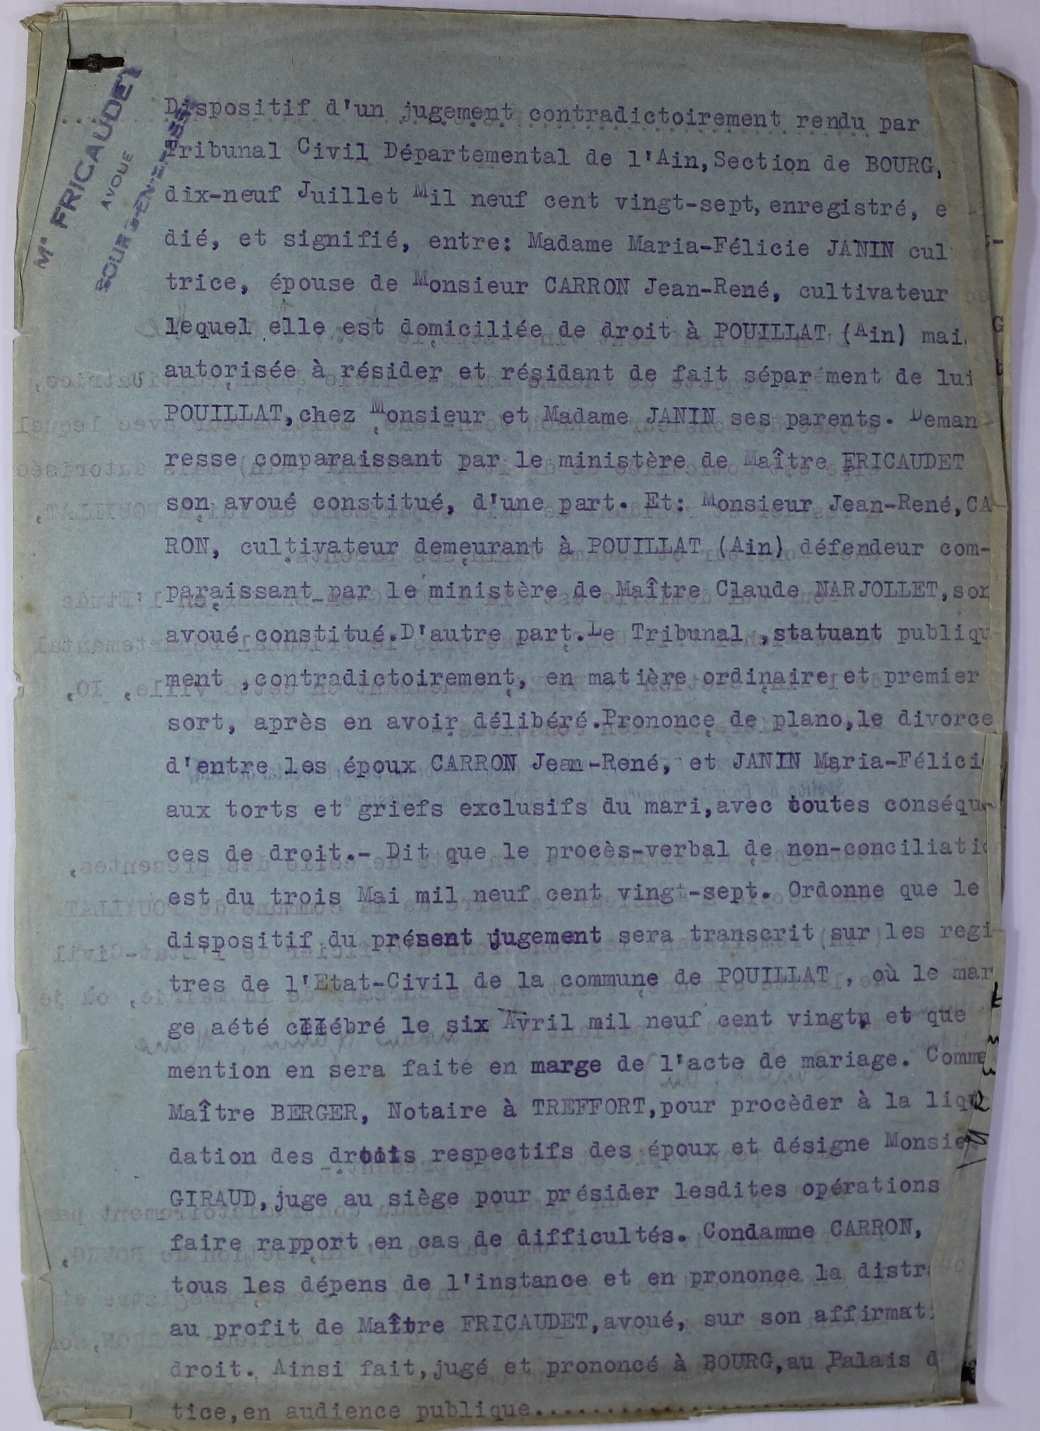 Me FRICAUDET
AVOUÉ
BOURG-EN-BRESSE
Dispositif d'un jugement contradictoirement rendu par
Tribunal Civil Départemental de l'Ain,Section de BOURG,
dix-neuf Juillet Mil neuf cent vingt-sept, enregistré, e
dié, et signifié, entre: Madame Maria-Félicie JANIN cul
trice, épouse de Monsieur CARRON Jean-René, cultivateur
lequel elle est domiciliée de droit à POUILLAT (Ain) mai
autorisée à résider et résidant de fait séparément de lui
POUILLAT,chez Monsieur et Madame JANIN ses parents. Deman
resse comparaissant par le ministère de Maître FRICAUDET
son avoué constitué, d'une part. Et: Monsieur Jean-René,CA
RON, cultivateur demeurant à POUILLAT (Ain) défendeur com-
paraissant par le ministère de Maître Claude NARJOLLET,son
avoué constitué.D'autre part.Le Tribunal ,statuant publiqu
ment ,contradictoirement, en matière ordinaire et premier
sort, après en avoir délibéré.Prononce de plano,le divorce
d'entre les époux CARRON Jean-René, et JANIN Maria-Félici
aux torts et griefs exclusifs du mari,avec toutes conséqu
ces de droit.- Dit que le procès-verbal de non-conciliati
est du trois Mai mil neuf cent vingt-sept. Ordonne que le
dispositif du présent jugement sera transcrit sur les regi-
tres de l'Etat-Civil de la commune de POUILLAT , où le mar
ge aété célébré le six Avril mil neuf cent vingt et que
mention en sera faite en marge de l'acte de mariage. Comme
Maître BERGER, Notaire à TREFFORT,pour procèder à la liqu
dation des droits respectifs des époux et désigne Monsie
GIRAUD,juge au siège pour présider lesdites opérations
faire rapport en cas de difficultés. Condamne CARRON,
tous les dépens de l'instance et en prononce la distr
au profit de Maître FRICAUDET,avoué, sur son affirmat
droit. Ainsi fait,jugé et prononcé à BOURG,au Palais d
tice,en audience publique....................